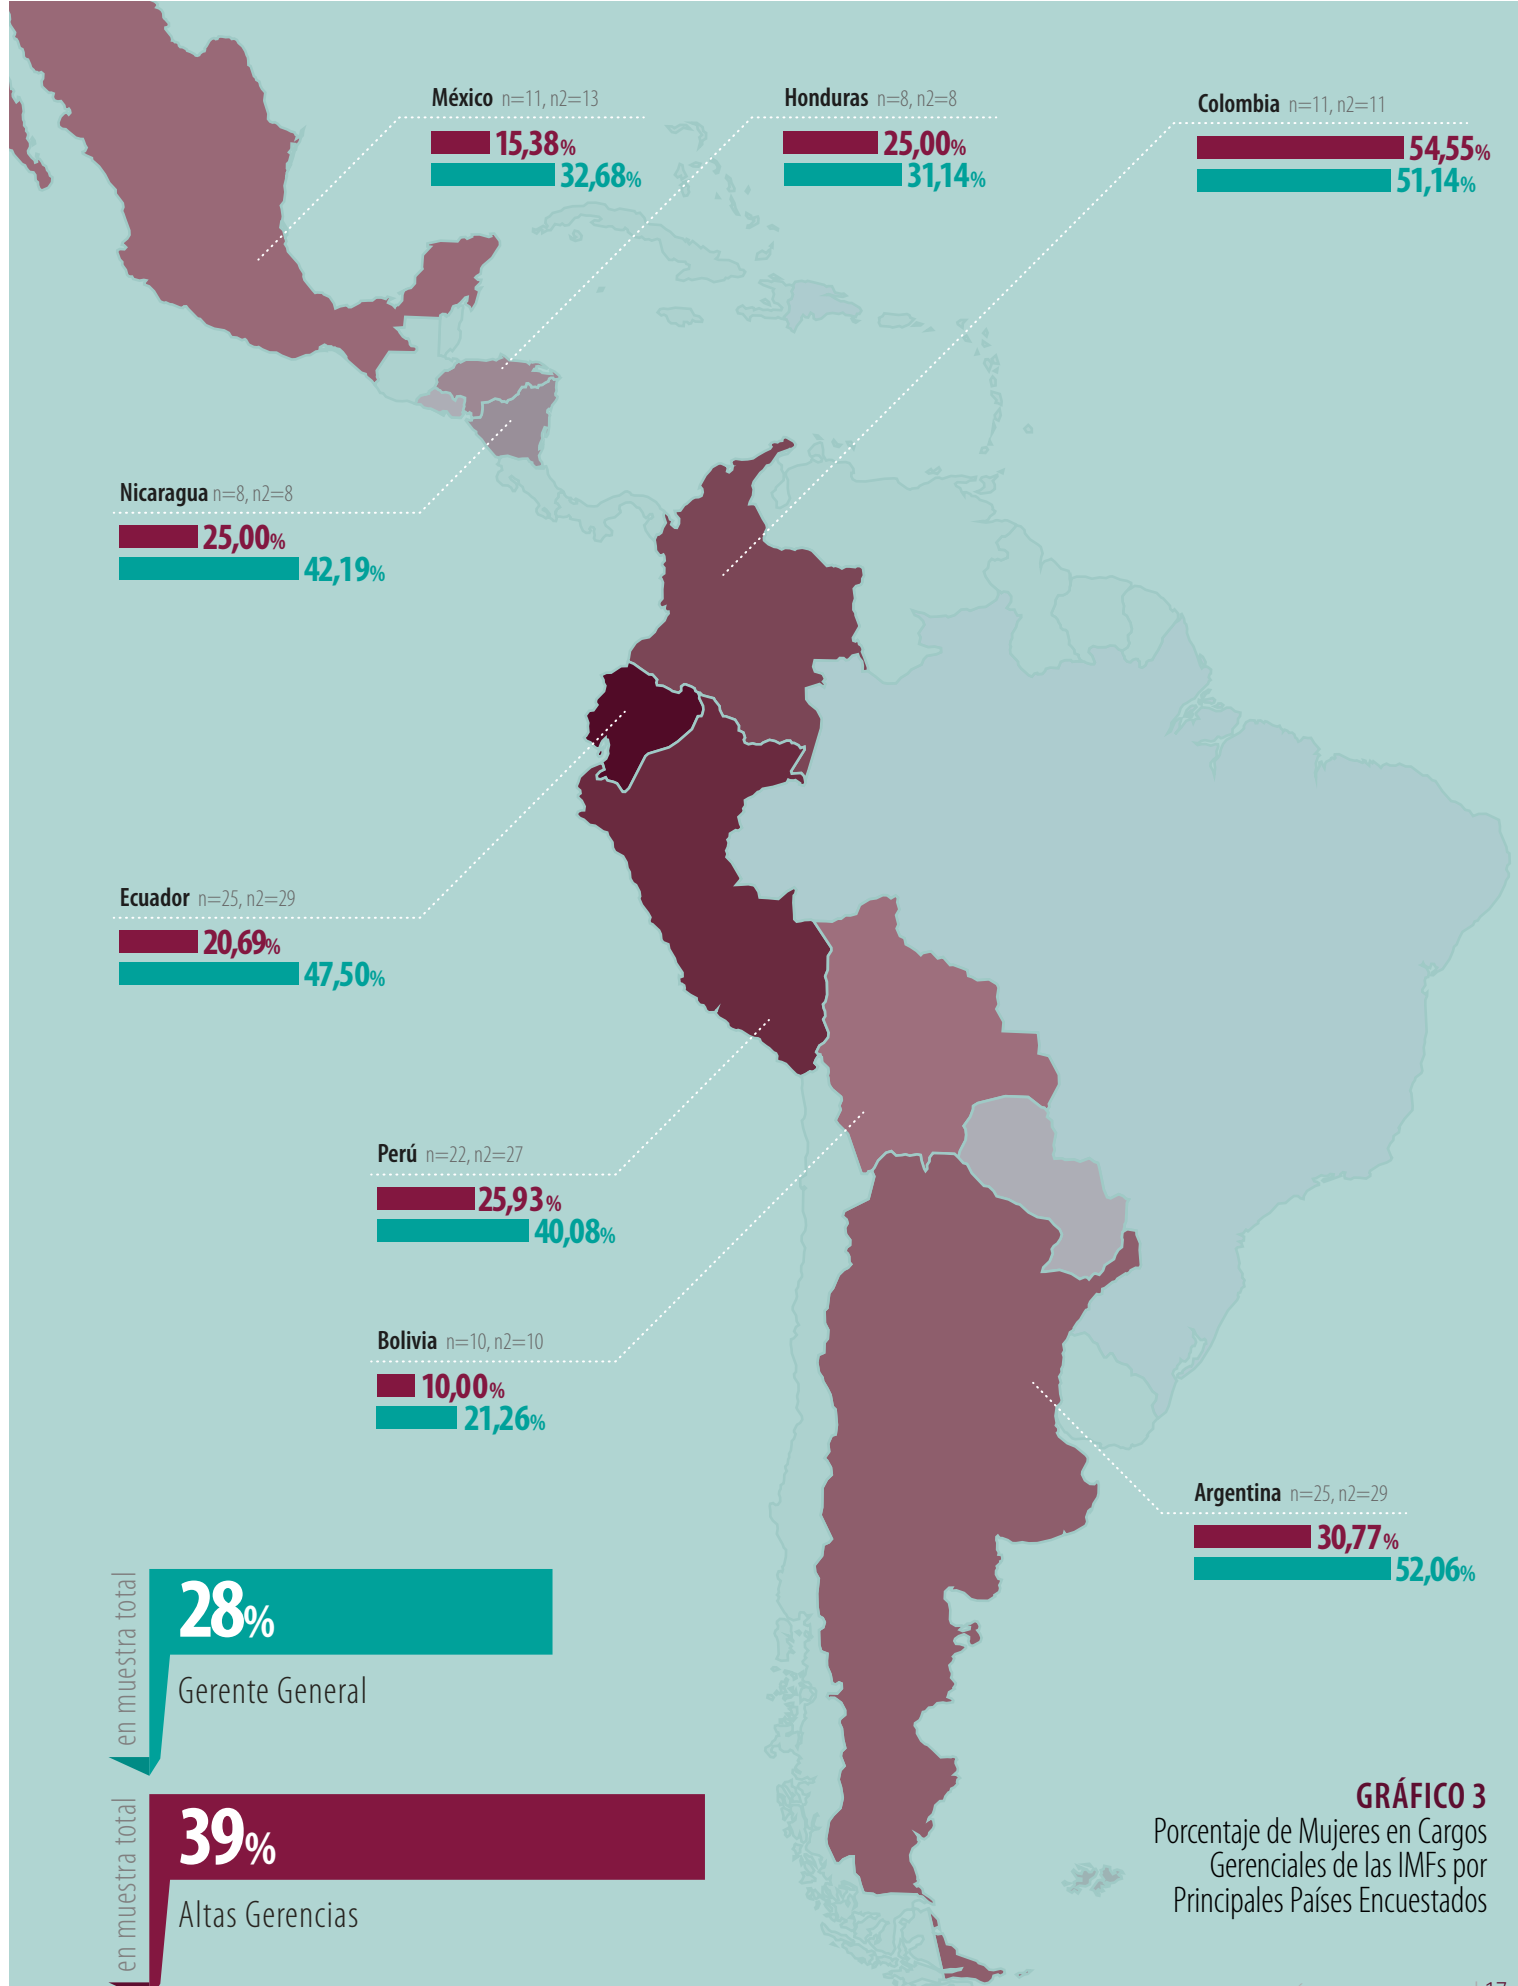 México n=11, n2=13
15,38%
32,68%
Honduras n=8, n2=8
25,00%
31,14%
Colombia n=11, n2=11
54,55%
51,14%
Nicaragua n=8, n2=8
25,00%
42,19%
Ecuador n=25, n2=29
20,69%
47,50%
Perú n=22, n2=27
25,93%
40,08%
Bolivia n=10, n2=10
10,00%
21,26%
Argentina n=25, n2=29
30,77%
52,06%
en muestra total
28%
Gerente General
en muestra total
39%
Altas Gerencias
GRÁFICO 3
Porcentaje de Mujeres en Cargos
Gerenciales de las IMFs por
Principales Países Encuestados